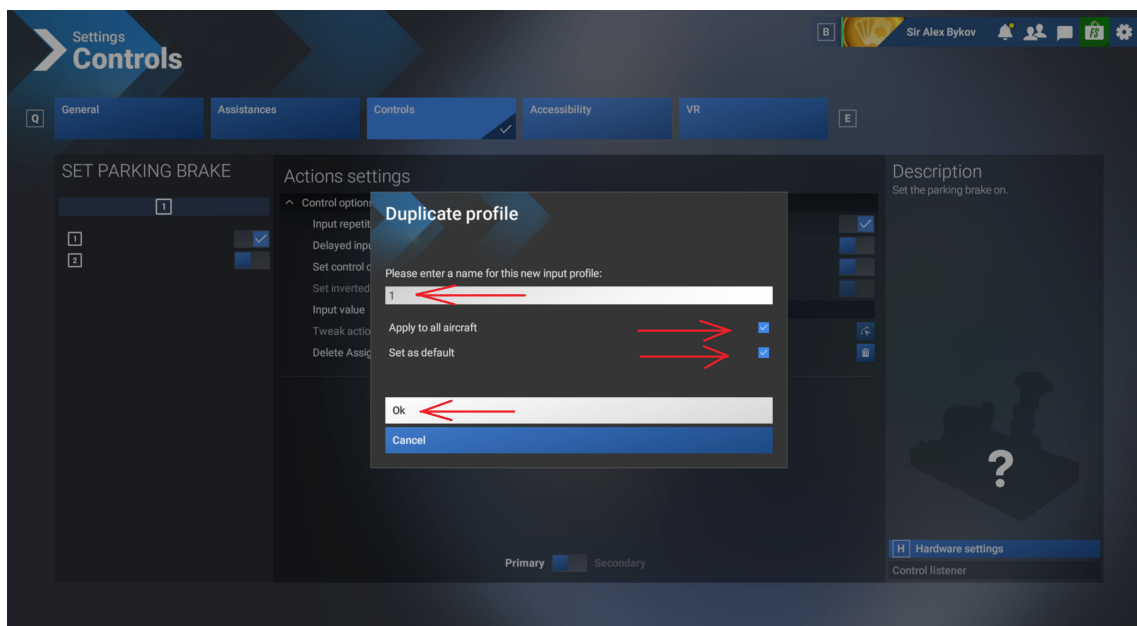 Settings
Controls
B
Sir Alex Bykov
FS
Q
General
Assistances
Controls
Accessibility
VR
E
SET PARKING BRAKE
1
1
2
Actions settings
Control option
Input repetit
Delayed inpu
Set control c
Set inverted
Input value
Tweak actio
Delete Assig
Duplicate profile
Please enter a name for this new input profile:
1
Apply to all aircraft
Set as default
Ok
Cancel
Primary
Secondary
Description
Set the parking brake on.
?
H Hardware settings
Control listener